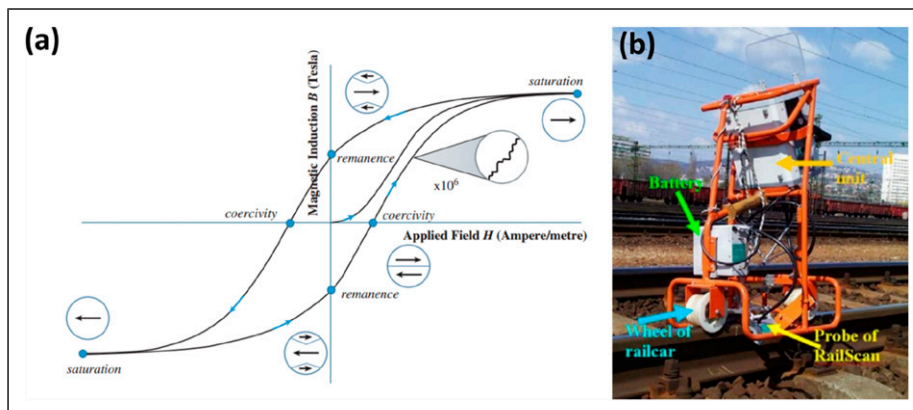 (a)
Magnetic Induction B (Tesla)
saturation
remanence
x10⁶
coercivity
coercivity
Applied Field H (Ampere/metre)
remanence
saturation
(b)
Central
unit
Battery
Wheel of
railcar
Probe of
RailScan